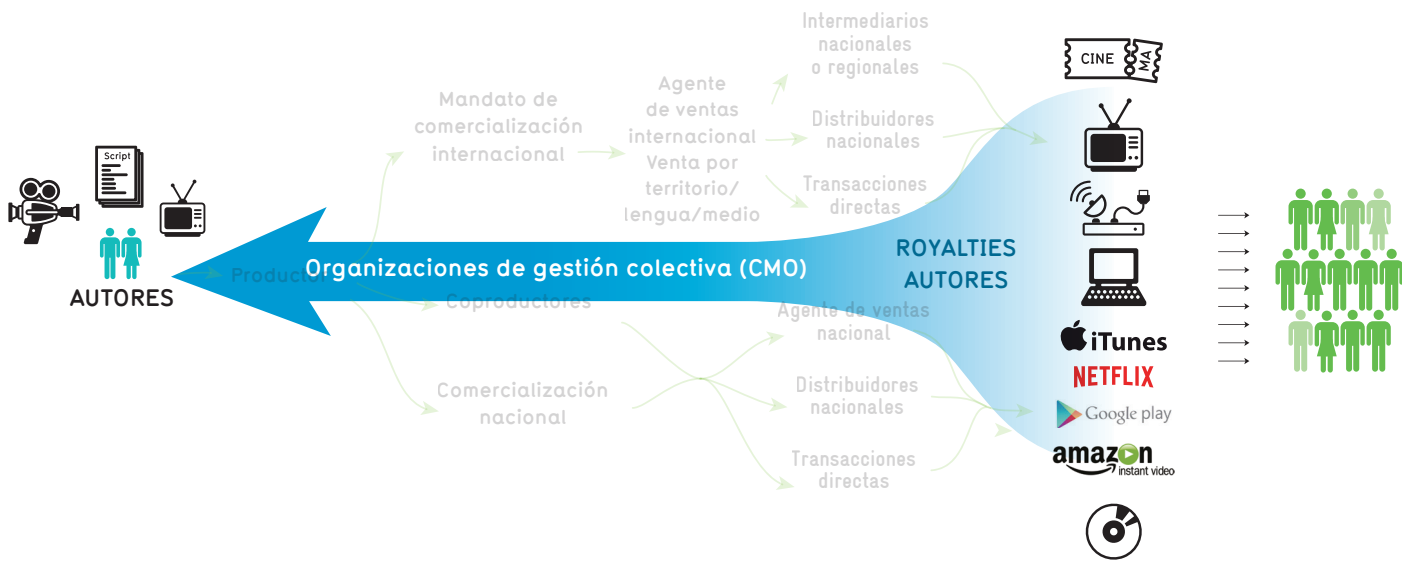 Script
AUTORES
Productor
Mandato de
comercialización
internacional
Agente
de ventas
internacional
Venta por
territorio/
lengua/medio
Intermediarios
nacionales
o regionales
Distribuidores
nacionales
Transacciones
directas
Organizaciones de gestión colectiva (CMO)
ROYALTIES
AUTORES
Coproductores
Comercialización
nacional
Agente de ventas
nacional
Distribuidores
nacionales
Transacciones
directas
CINE
MA
iTunes
NETFLIX
Google play
amazon
instant video